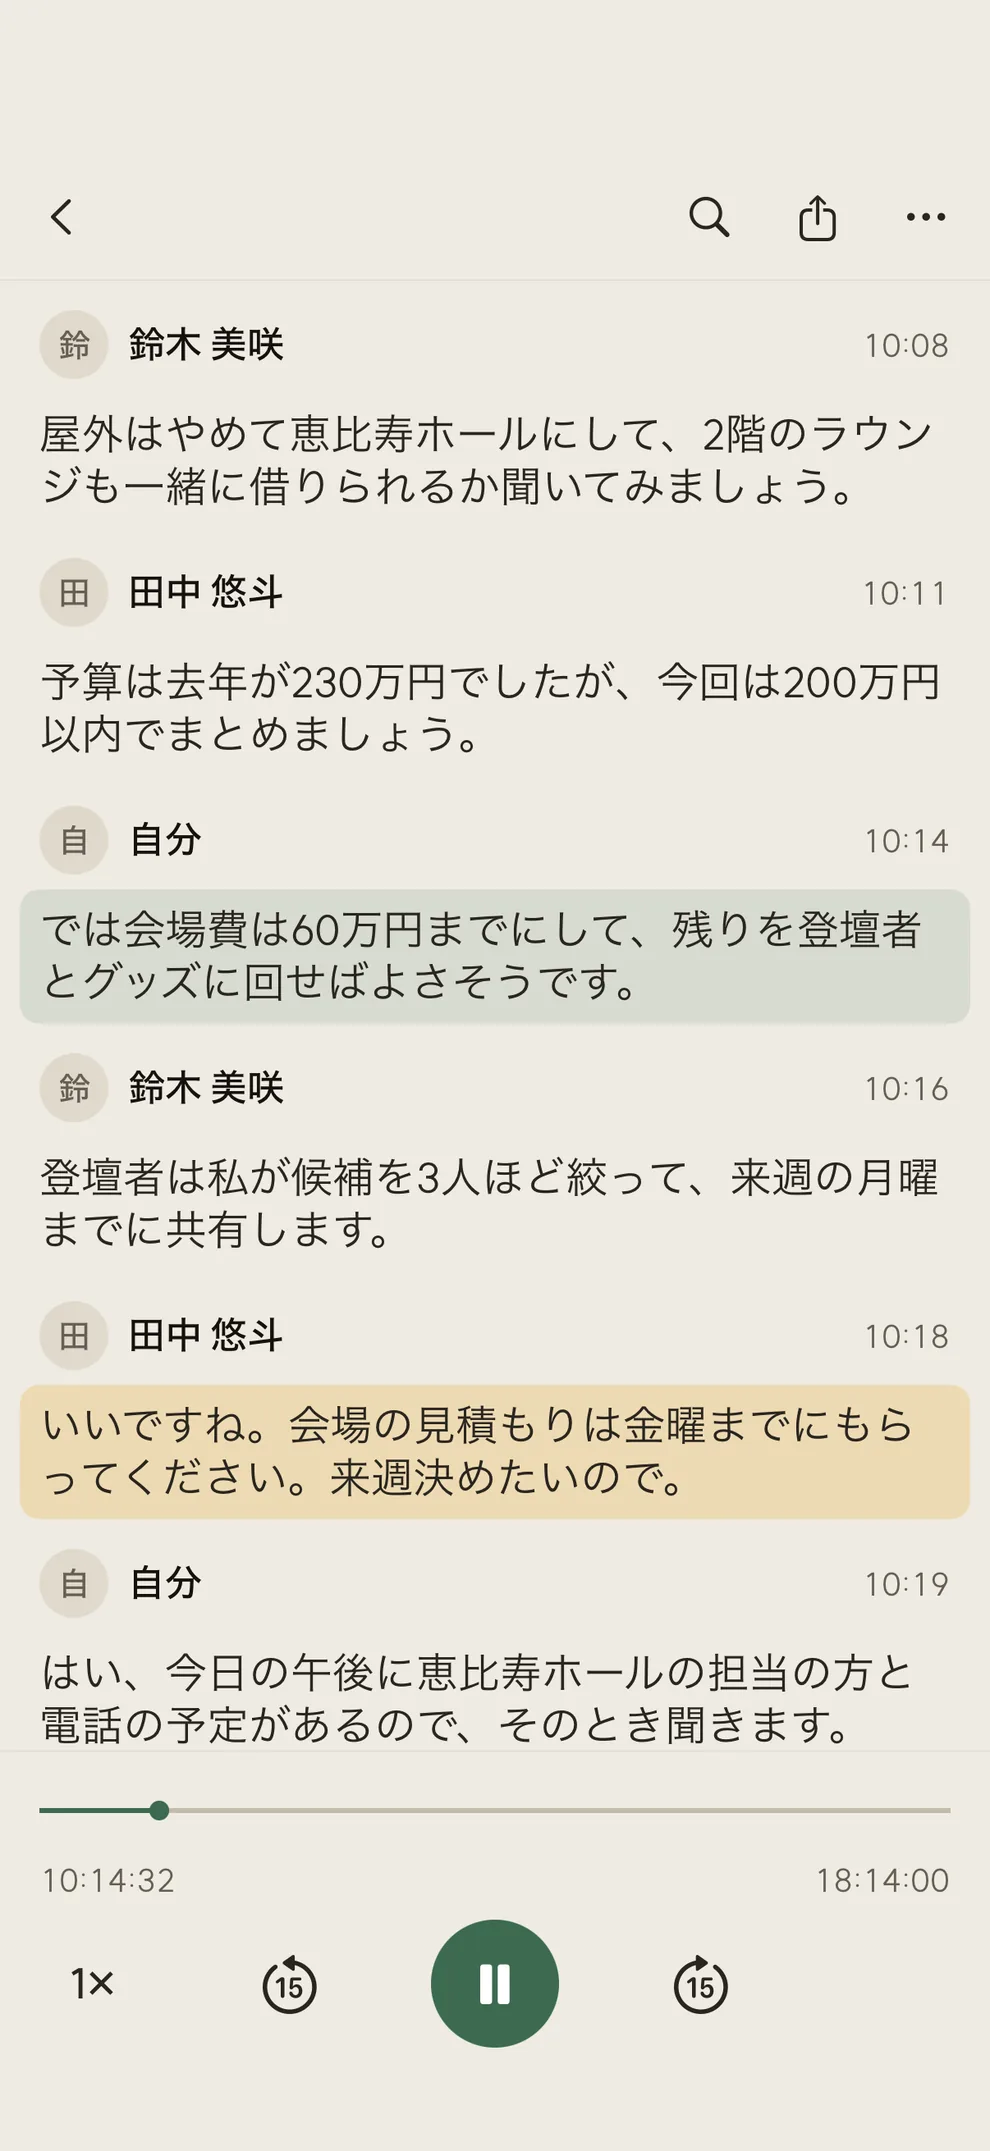 鈴 鈴木 美咲 10:08
屋外はやめて恵比寿ホールにして、2階のラウン
ジも一緒に借りられるか聞いてみましょう。
田 田中 悠斗 10:11
予算は去年が230万円でしたが、今回は200万円
以内でまとめましょう。
自 自分 10:14
では会場費は60万円までにして、残りを登壇者
とグッズに回せばよさそうです。
鈴 鈴木 美咲 10:16
登壇者は私が候補を3人ほど絞って、来週の月曜
までに共有します。
田 田中 悠斗 10:18
いいですね。会場の見積もりは金曜までにもら
ってください。来週決めたいので。
自 自分 10:19
はい、今日の午後に恵比寿ホールの担当の方と
電話の予定があるので、そのとき聞きます。
10:14:32 18:14:00
1× 15 15